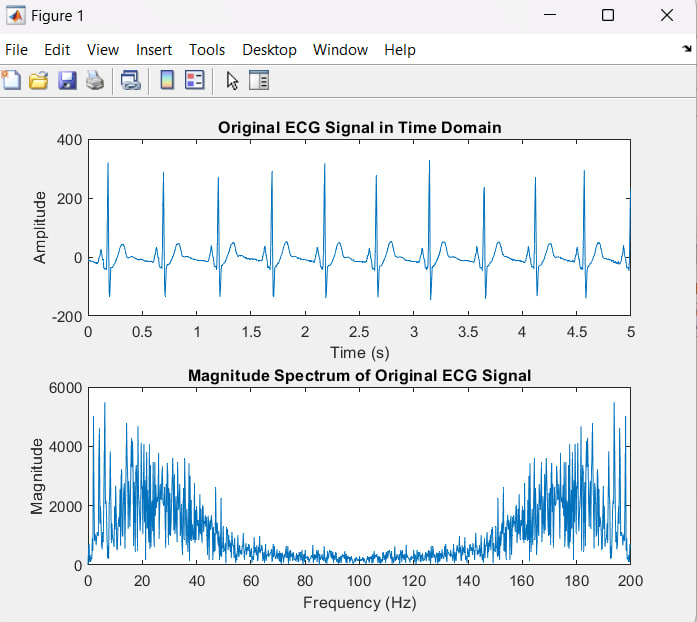 Figure 1
File Edit View Insert Tools Desktop Window Help
Original ECG Signal in Time Domain
400
200
0
-200
Amplitude
0 0.5 1 1.5 2 2.5 3 3.5 4 4.5 5
Time (s)
Magnitude Spectrum of Original ECG Signal
6000
4000
2000
0
Magnitude
0 20 40 60 80 100 120 140 160 180 200
Frequency (Hz)